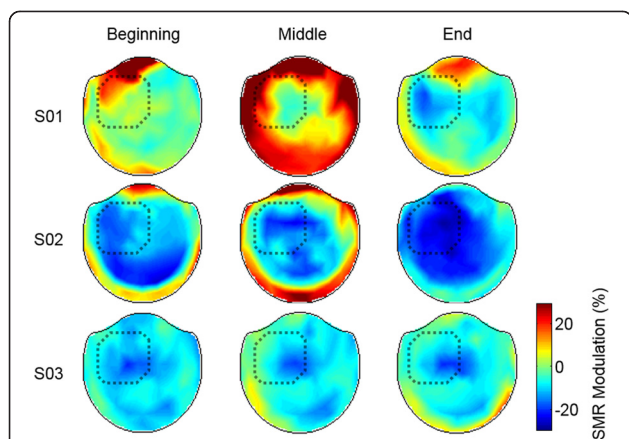 Beginning Middle End
S01
S02
S03
20
0
-20
SMR Modulation (%)